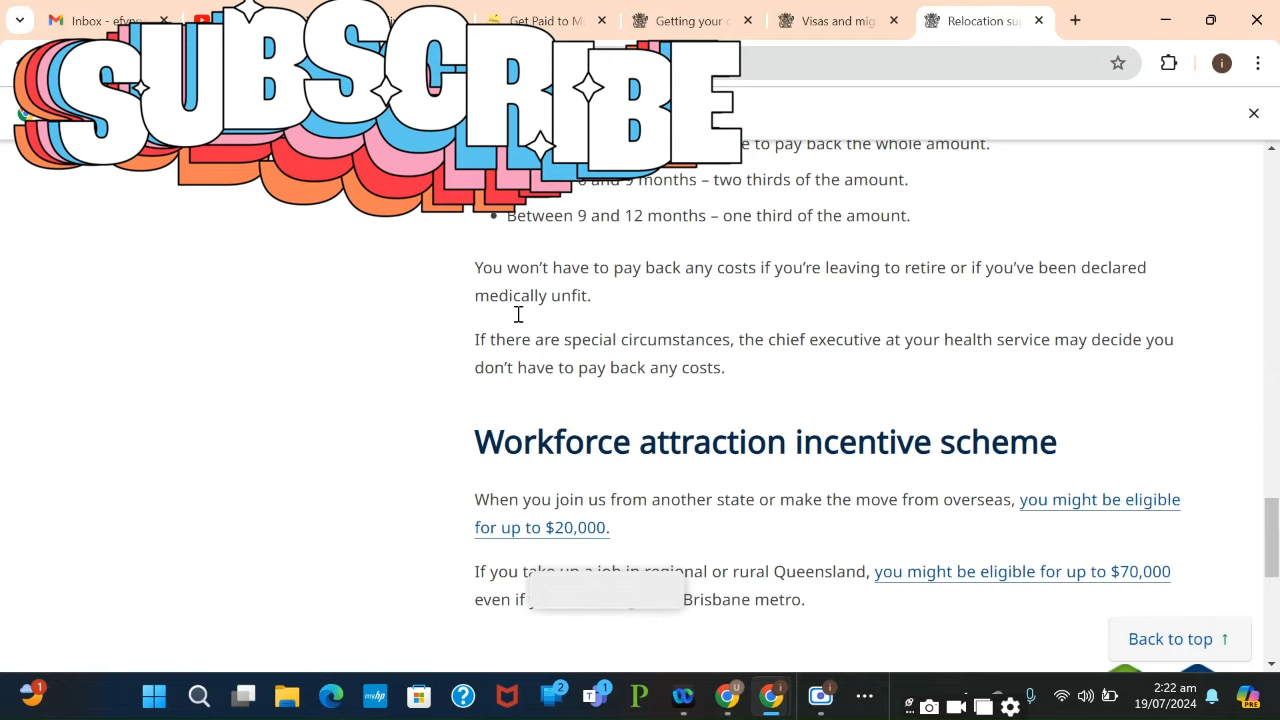 Inbox - efype
Get Paid to M
Getting your c
Visas and mig
Relocation su
SUBSCRIBE
i
e to pay back the whole amount.
9 months – two thirds of the amount.
Between 9 and 12 months – one third of the amount.
You won't have to pay back any costs if you're leaving to retire or if you've been declared
medically unfit.
If there are special circumstances, the chief executive at your health service may decide you
don't have to pay back any costs.
Workforce attraction incentive scheme
When you join us from another state or make the move from overseas, you might be eligible
for up to $20,000.
If you take up a job in regional or rural Queensland, you might be eligible for up to $70,000
even if Brisbane metro.
Back to top ↑
1
myhp
2
1
U
i
2:22 am
19/07/2024
PRE